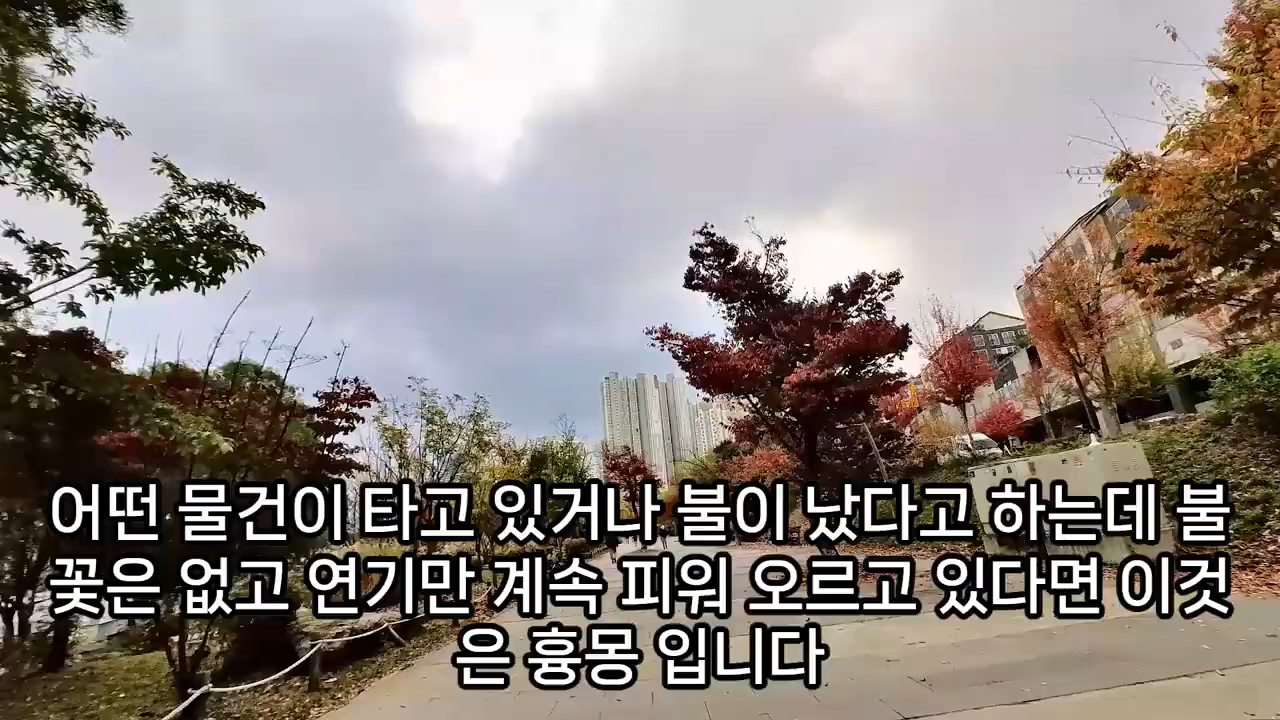 어떤 물건이 타고 있거나 불이 났다고 하는데 불
꽃은 없고 연기만 계속 피워 오르고 있다면 이것
은 흉몽 입니다